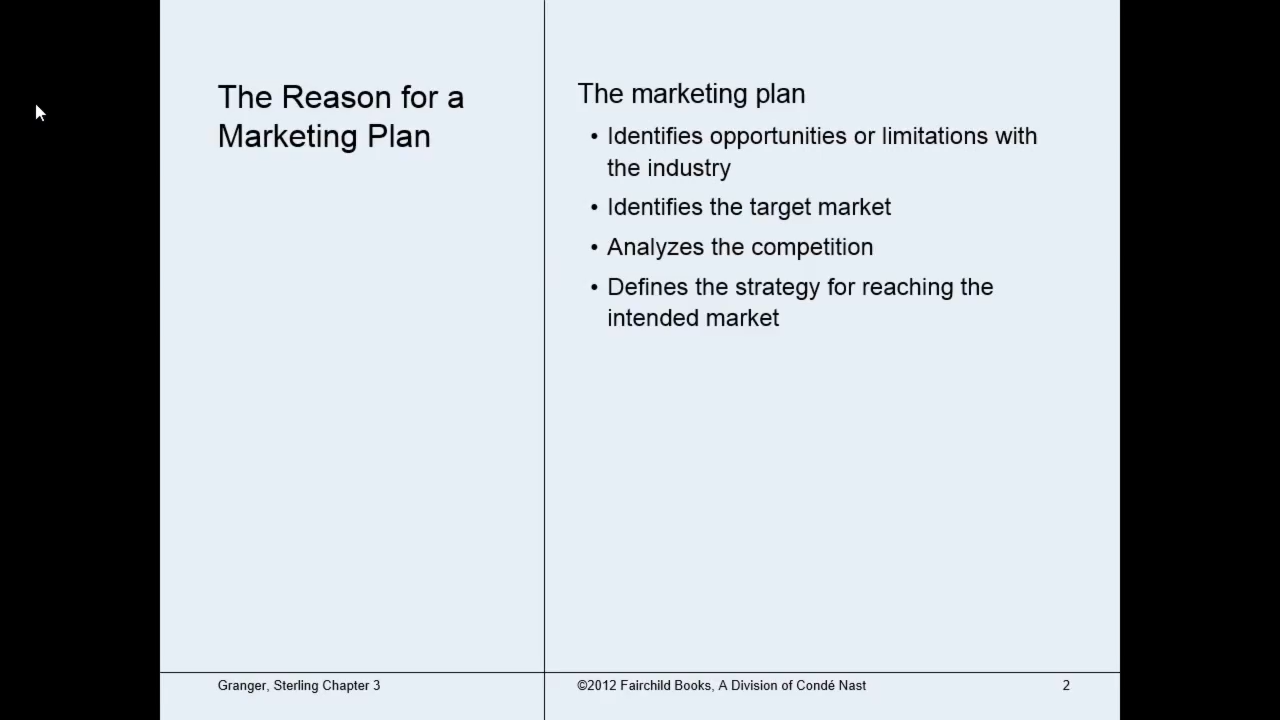 The Reason for a
Marketing Plan
The marketing plan
• Identifies opportunities or limitations with
the industry
• Identifies the target market
• Analyzes the competition
• Defines the strategy for reaching the
intended market
Granger, Sterling Chapter 3
©2012 Fairchild Books, A Division of Condé Nast
2